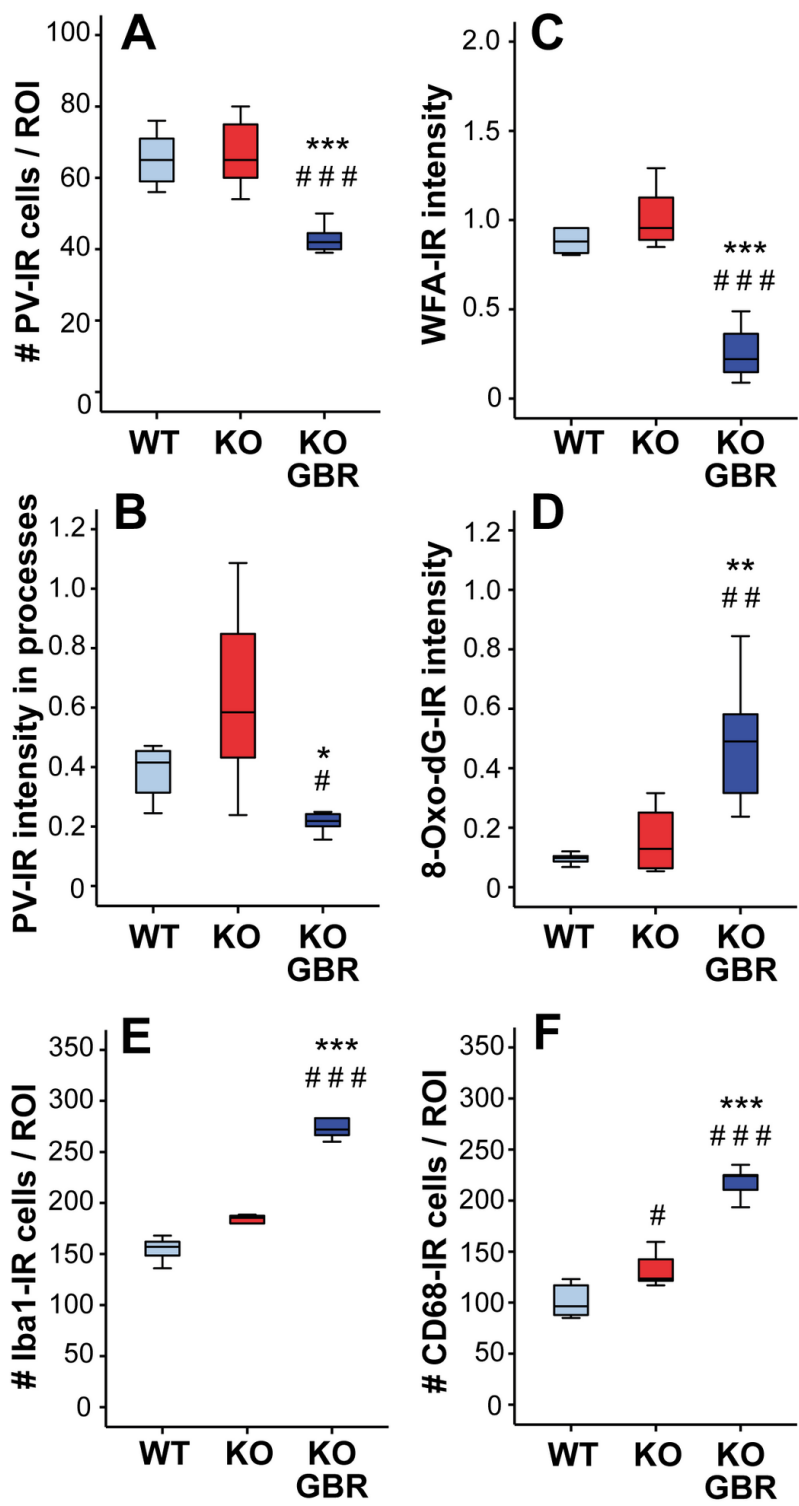 A
# PV-IR cells / ROI
100
80
60
40
20
0
***
# # #
WT KO KO
GBR
C
WFA-IR intensity
2.0
1.5
1.0
0.5
0
***
# # #
WT KO KO
GBR
B
PV-IR intensity in processes
1.2
1.0
0.8
0.6
0.4
0.2
0
*
#
WT KO KO
GBR
D
8-Oxo-dG-IR intensity
1.2
1.0
0.8
0.6
0.4
0.2
0
**
# #
WT KO KO
GBR
E
# Iba1-IR cells / ROI
350
300
250
200
150
100
50
0
***
# # #
WT KO KO
GBR
F
# CD68-IR cells / ROI
350
300
250
200
150
100
50
0
#
***
# # #
WT KO KO
GBR